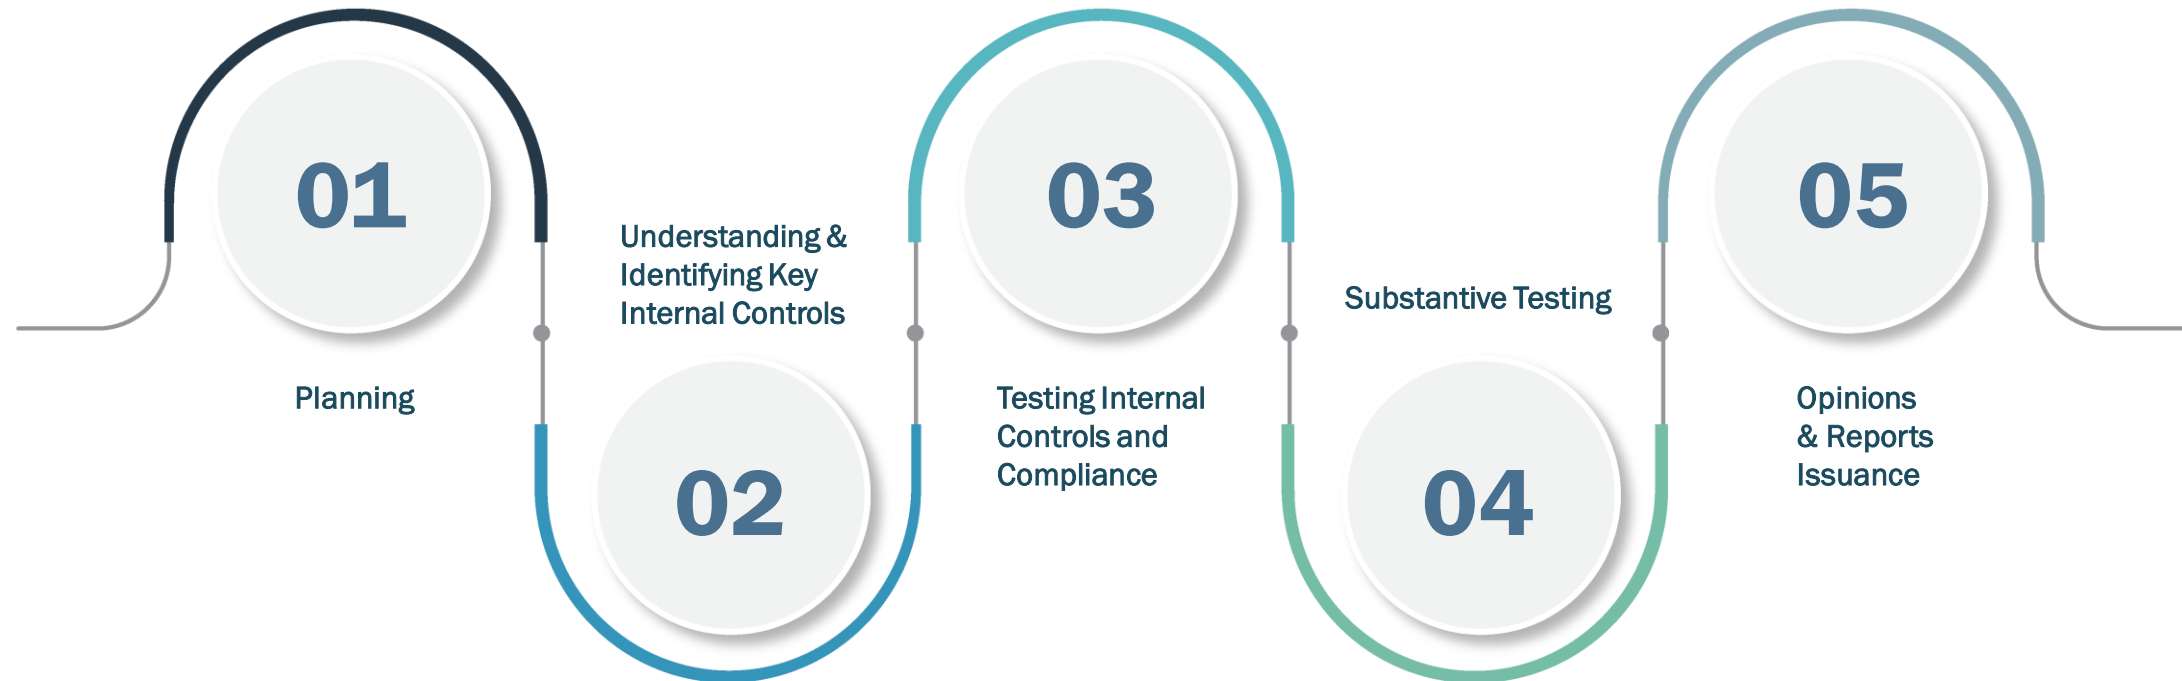 01
Planning
Understanding &
Identifying Key
Internal Controls
02
03
Testing Internal
Controls and
Compliance
Substantive Testing
04
05
Opinions
& Reports
Issuance